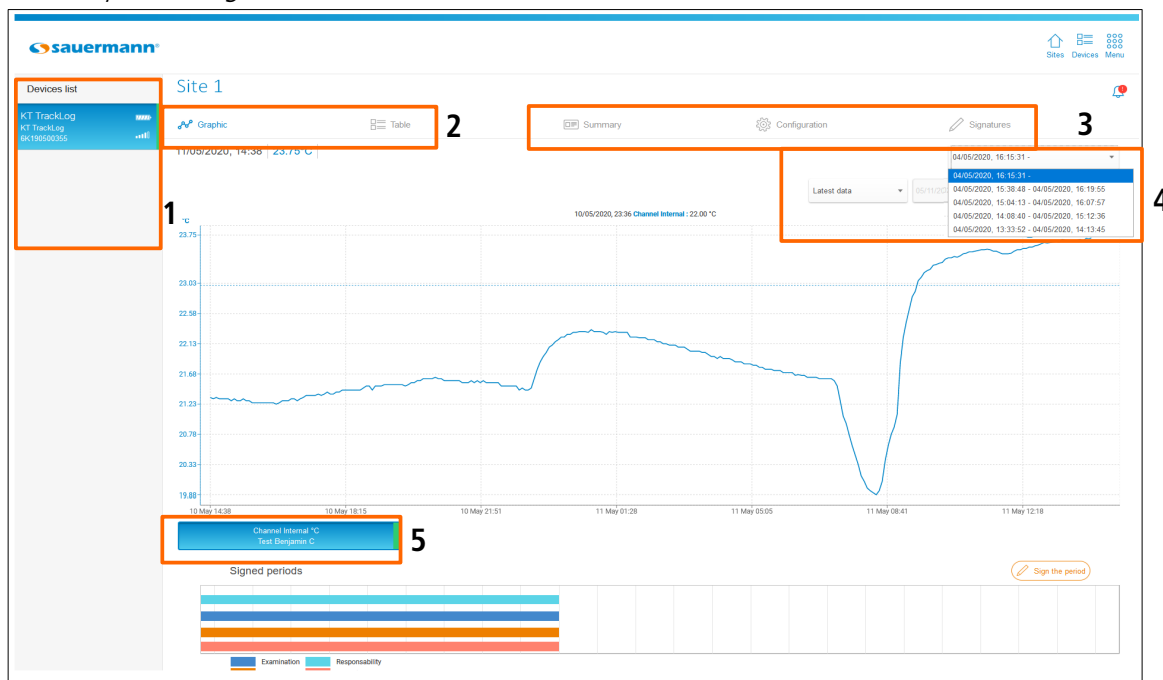 sauermann
Sites Devices Menu
Devices list
Site 1
KT TrackLog
KT TrackLog
6K190500355
Graphic
Table
2
Summary
Configuration
Signatures
3
11/05/2020, 14:38 23.75°C
04/05/2020, 16:15:31 -
04/05/2020, 16:15:31 -
Latest data
04/05/2020, 15:38:48 - 04/05/2020, 16:19:55
04/05/2020, 15:04:13 - 04/05/2020, 16:07:57
04/05/2020, 14:08:40 - 04/05/2020, 15:12:36
04/05/2020, 13:33:52 - 04/05/2020, 14:13:45
4
1
°C
10/05/2020, 23:36 Channel Internal : 22.00 °C
23.75
23.03
22.58
22.13
21.68
21.23
20.78
20.33
19.88
10 May 14:38
10 May 18:15
10 May 21:51
11 May 01:28
11 May 05:05
11 May 08:41
11 May 12:18
Channel Internal °C
Test Benjamin C
5
Signed periods
Sign the period
Examination
Responsability